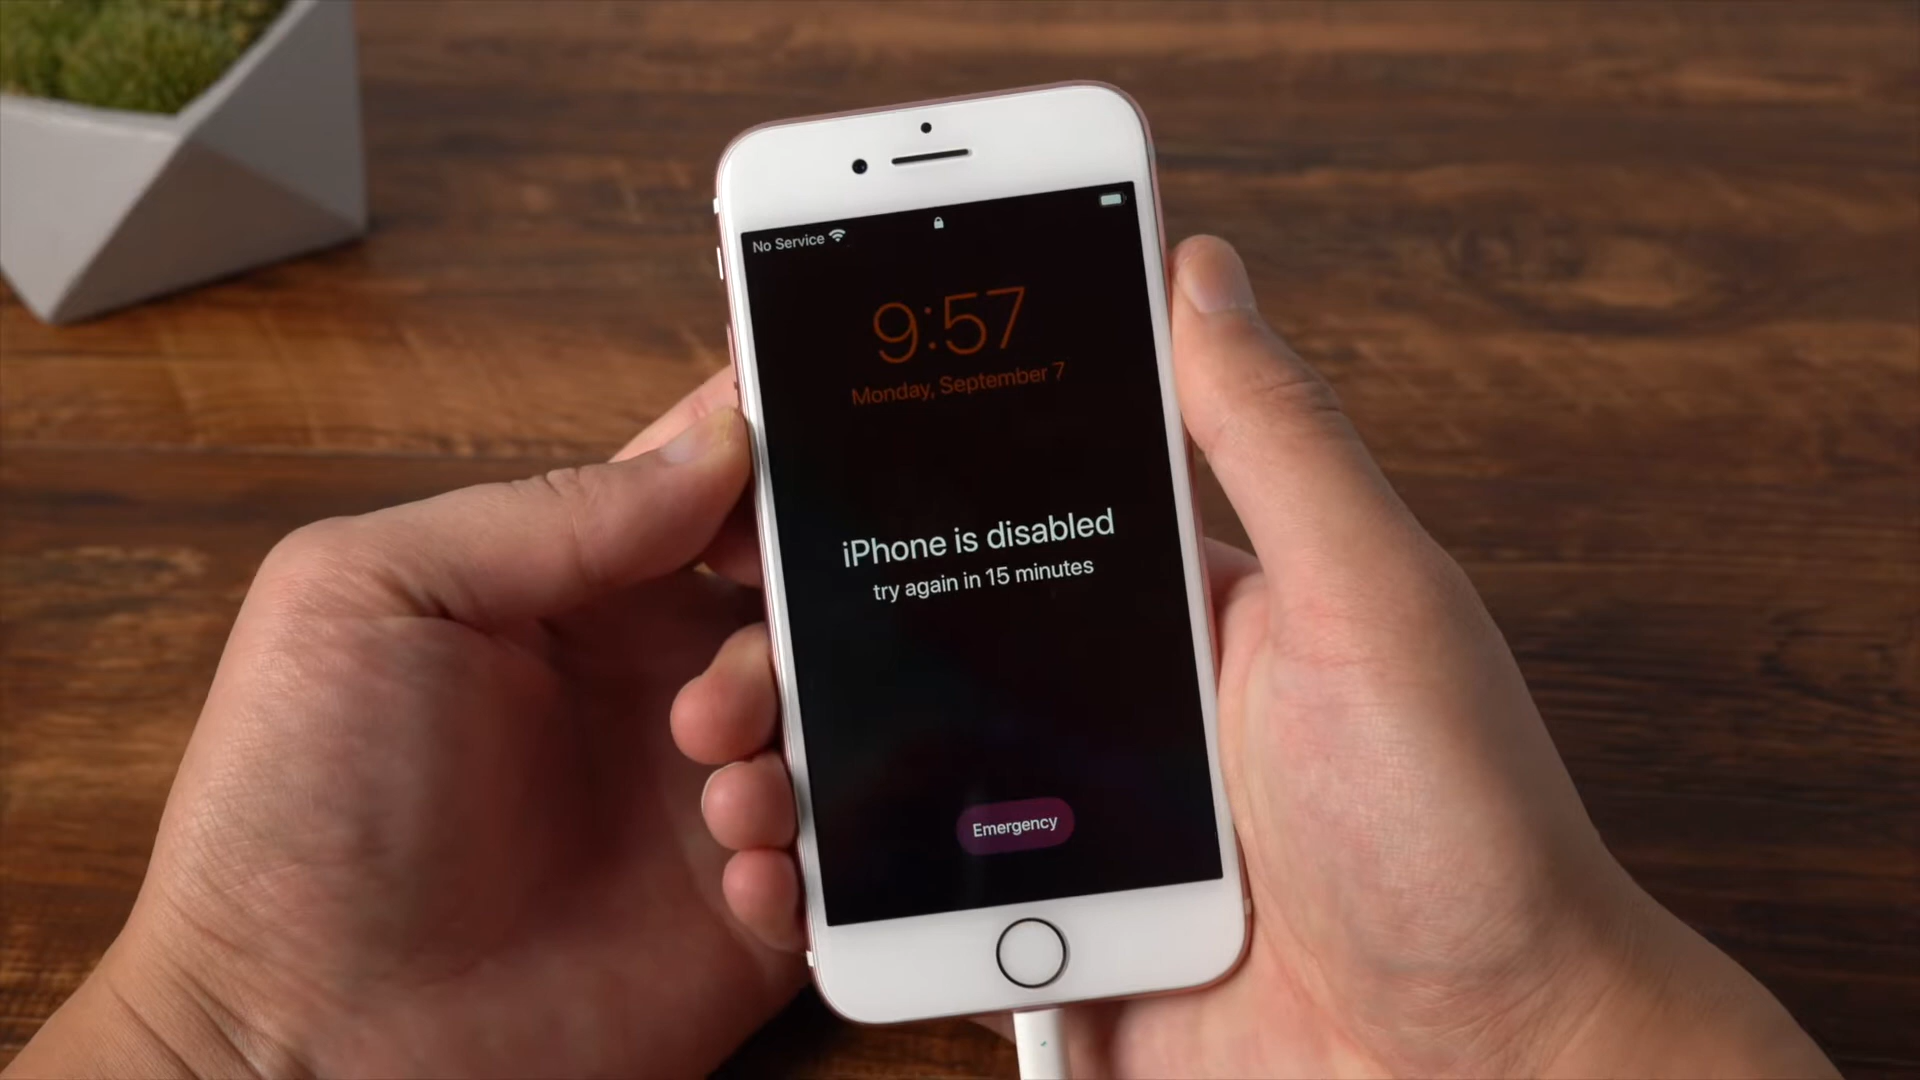 No Service
9:57
Monday, September 7
iPhone is disabled
try again in 15 minutes
Emergency